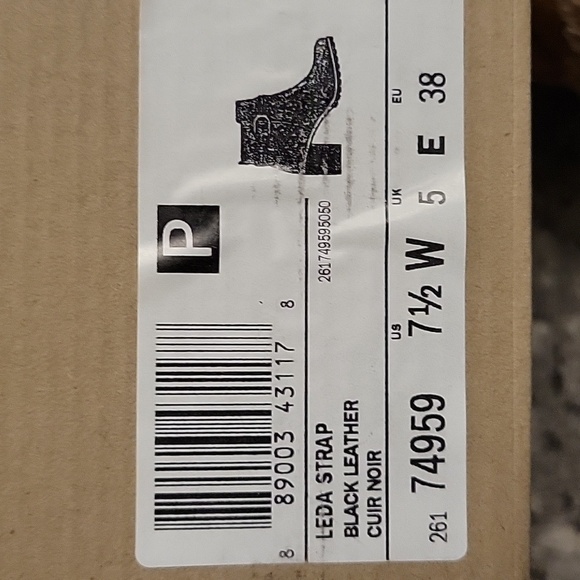 P
8 89003 43117 8
261749595050
LEDA STRAP
BLACK LEATHER
CUIR NOIR
US UK EU
261 74959 7½ W 5 E 38